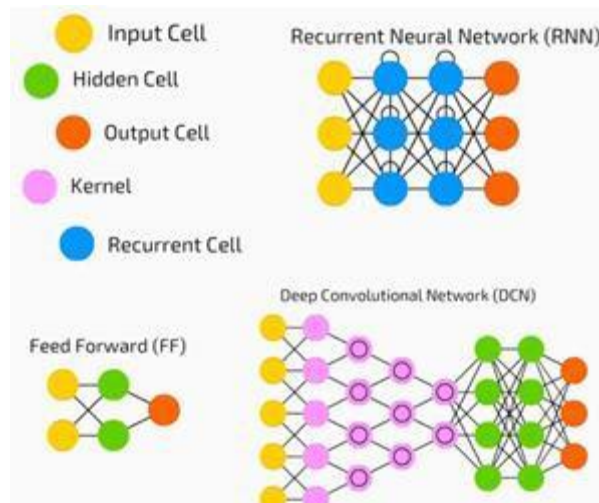 Input Cell
Recurrent Neural Network (RNN)
Hidden Cell
Output Cell
Kernel
Recurrent Cell
Deep Convolutional Network (DCN)
Feed Forward (FF)